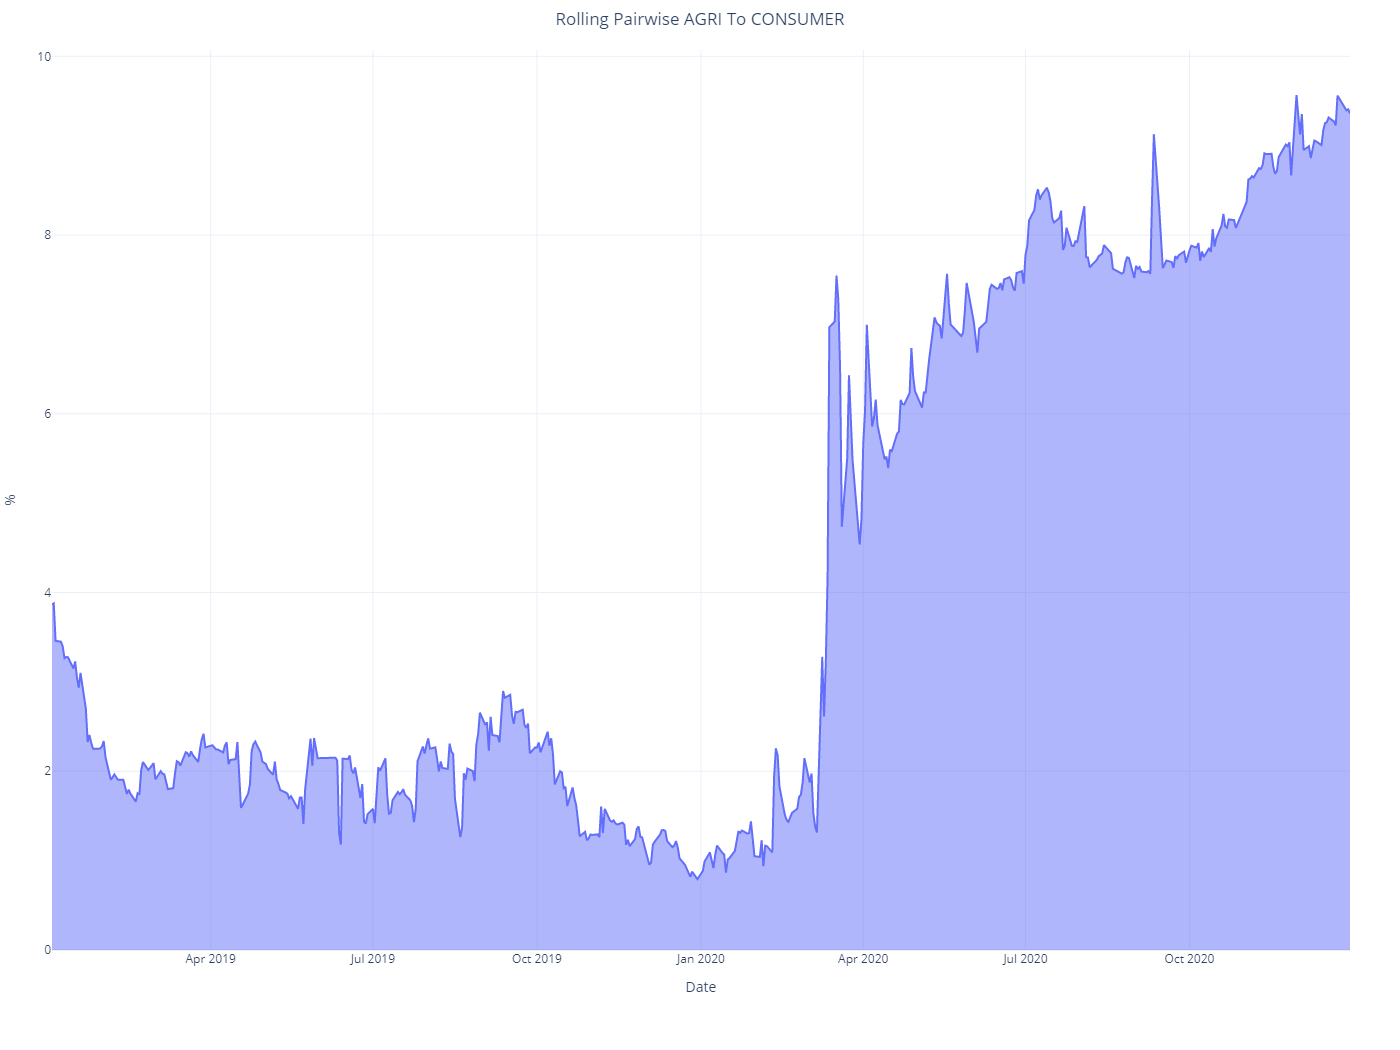 Rolling Pairwise AGRI To CONSUMER
10
8
6
4
2
0
%
Apr 2019
Jul 2019
Oct 2019
Jan 2020
Apr 2020
Jul 2020
Oct 2020
Date